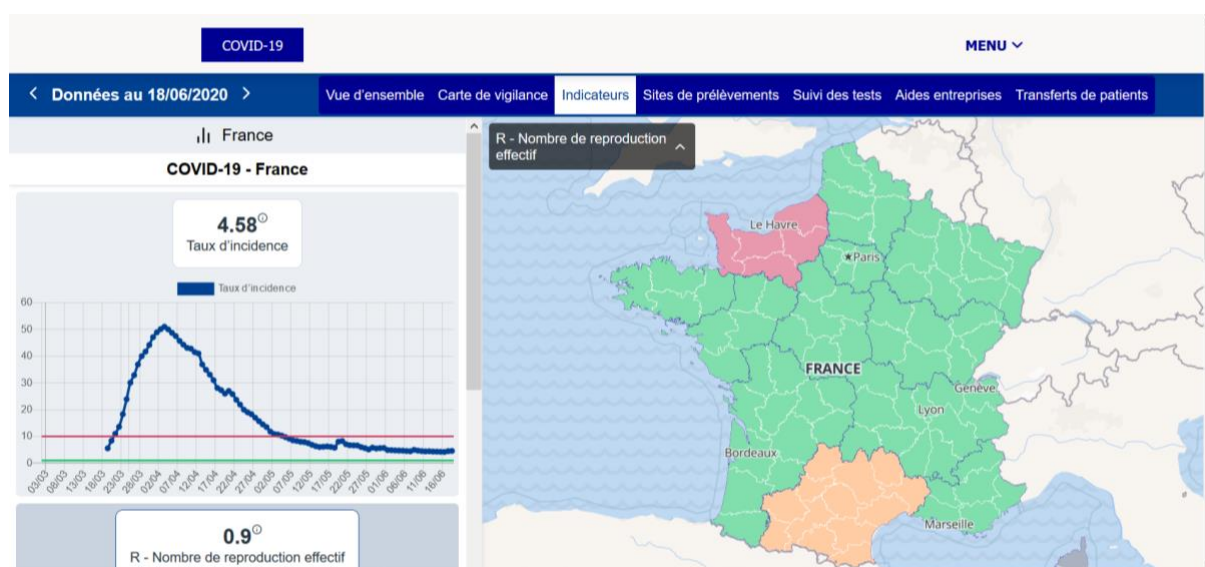 COVID-19
MENU
Données au 18/06/2020
Vue d'ensemble Carte de vigilance Indicateurs Sites de prélèvements Suivi des tests Aides entreprises Transferts de patients
France
COVID-19 - France
4.58
Taux d'incidence
Taux d'incidence
60
50
40
30
20
10
0
03/03 08/03 13/03 18/03 23/03 28/03 02/04 07/04 12/04 17/04 22/04 27/04 02/05 07/05 12/05 17/05 22/05 27/05 01/06 06/06 11/06 16/06
0.9
R - Nombre de reproduction effectif
R - Nombre de reproduction
effectif
Le Havre
★Paris
FRANCE
Genève
Lyon
Bordeaux
Marseille